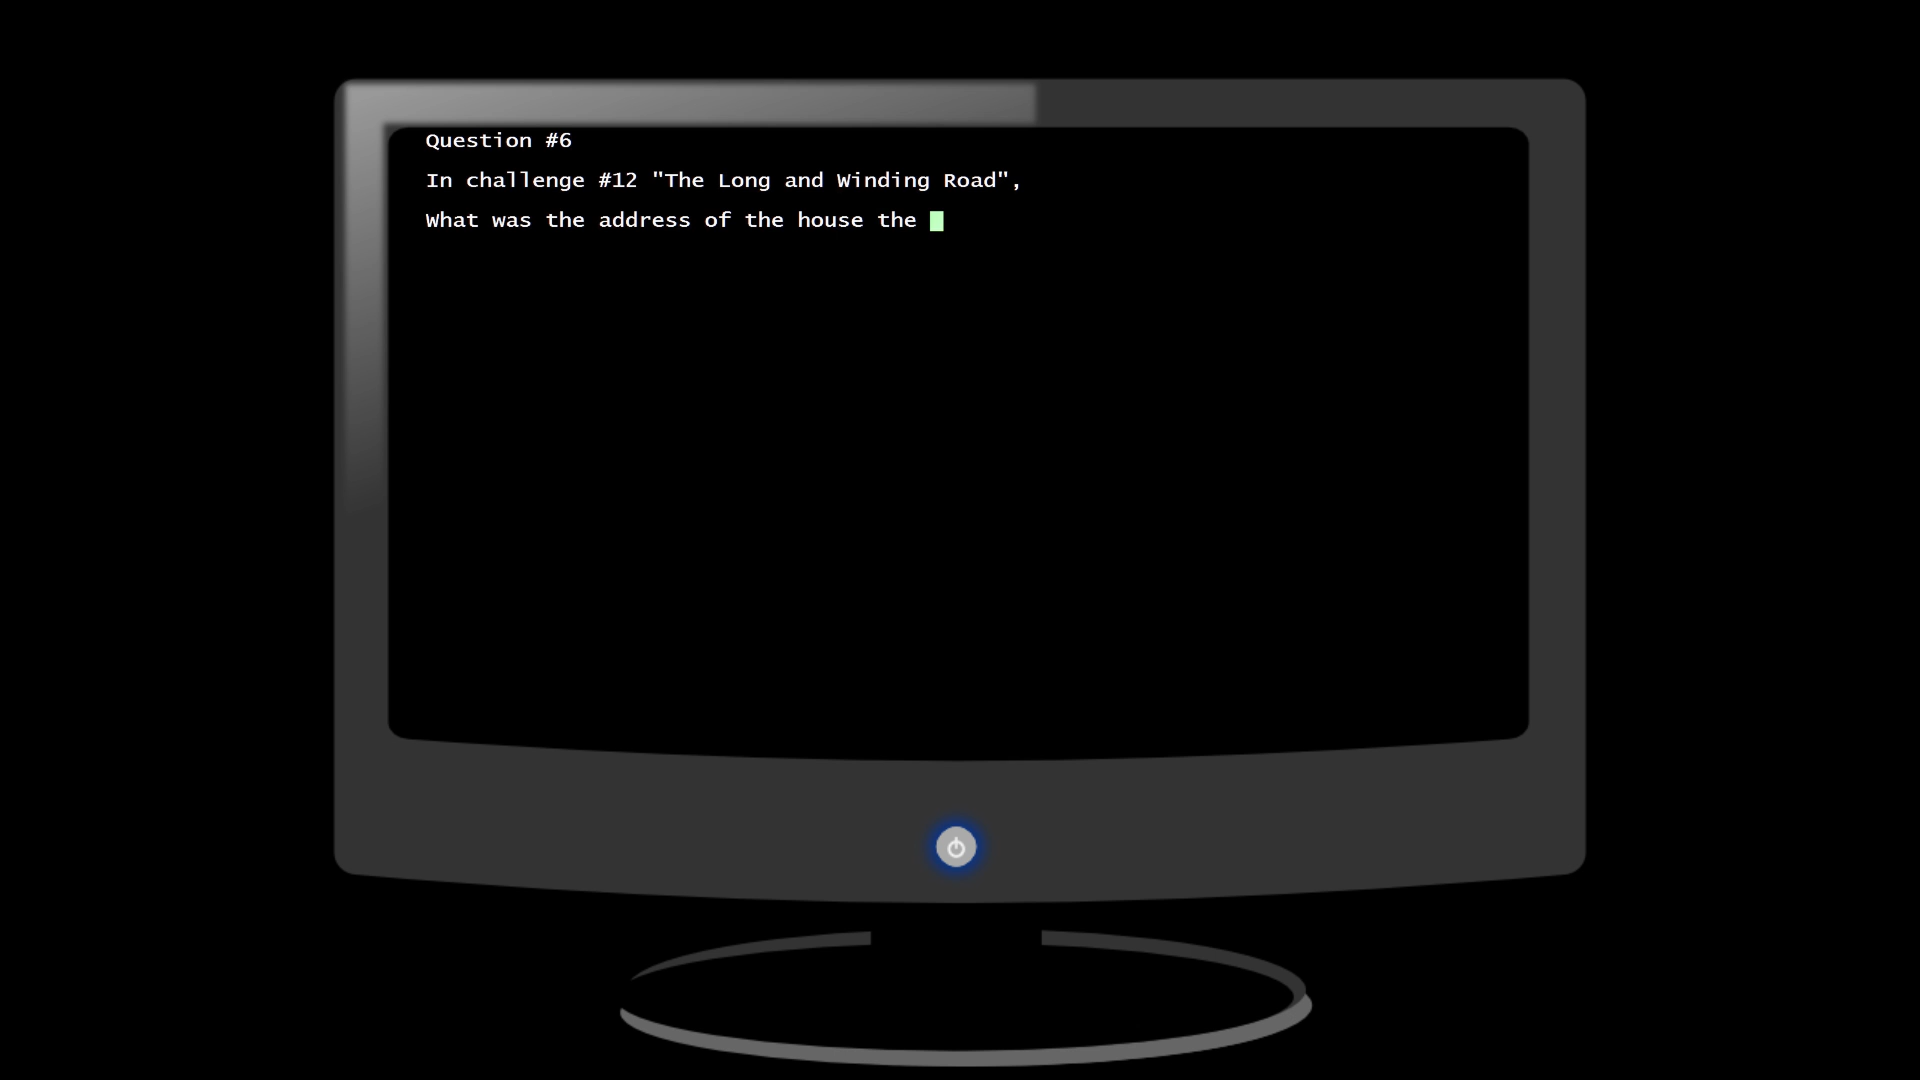 Question #6
In challenge #12 "The Long and Winding Road",
What was the address of the house the